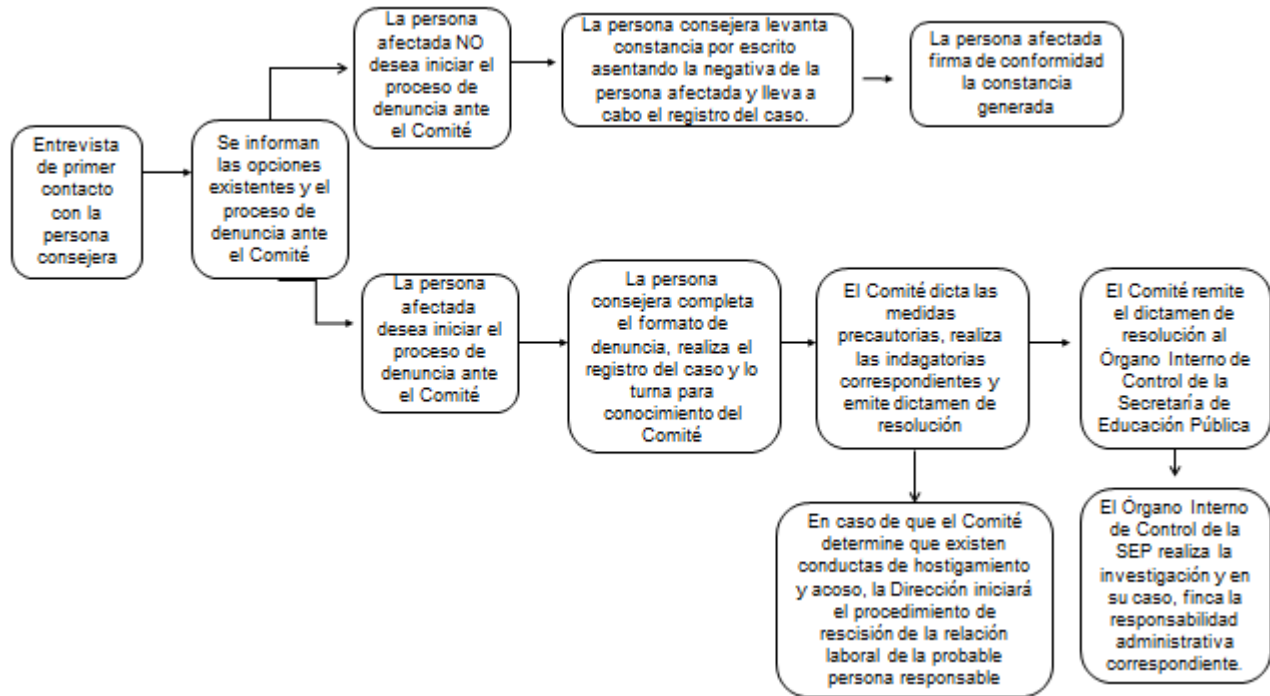 Entrevista
de primer
contacto
con la
persona
consejera
Se informan
las opciones
existentes y el
proceso de
denuncia ante
el Comité
La persona
afectada NO
desea iniciar el
proceso de
denuncia ante
el Comité
La persona consejera levanta
constancia por escrito
asentando la negativa de la
persona afectada y lleva a
cabo el registro del caso.
La persona afectada
firma de conformidad
la constancia
generada
La persona
afectada
desea iniciar el
proceso de
denuncia ante
el Comité
La persona
consejera completa
el formato de
denuncia, realiza el
registro del caso y lo
turna para
conocimiento del
Comité
El Comité dicta las
medidas
precautorias, realiza
las indagatorias
correspondientes y
emite dictamen de
resolución
El Comité remite
el dictamen de
resolución al
Órgano Interno de
Control de la
Secretaría de
Educación Pública
En caso de que el Comité
determine que existen
conductas de hostigamiento
y acoso, la Dirección iniciará
el procedimiento de
rescisión de la relación
laboral de la probable
persona responsable
El Órgano Interno
de Control de la
SEP realiza la
investigación y en
su caso, finca la
responsabilidad
administrativa
correspondiente.